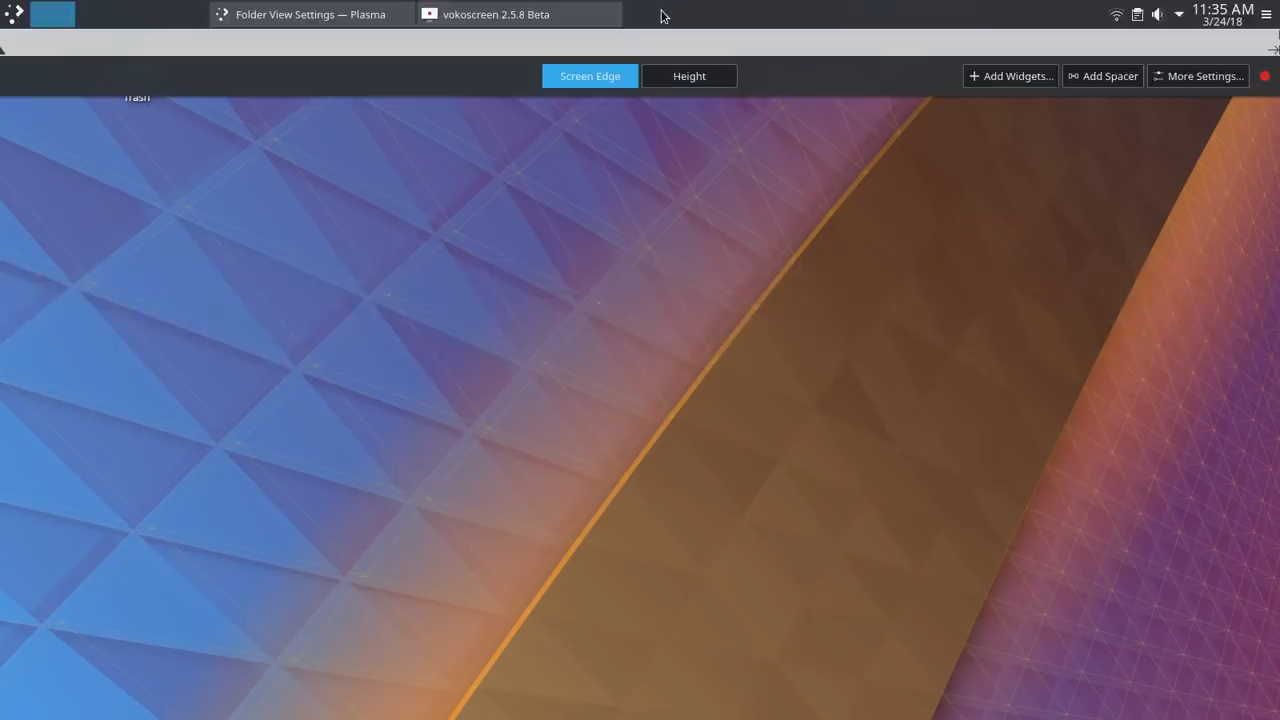 Folder View Settings — Plasma
vokoscreen 2.5.8 Beta
11:35 AM
3/24/18
Screen Edge
Height
Add Widgets...
Add Spacer
More Settings...
Trash